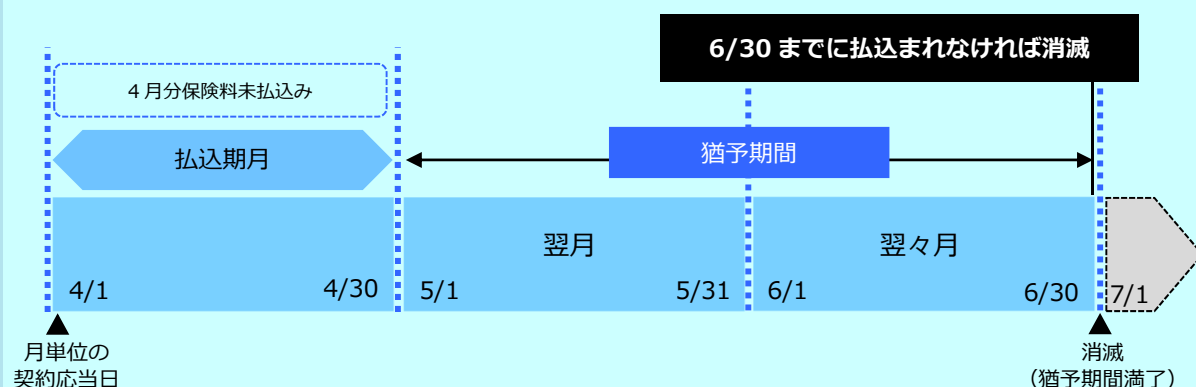 6/30 までに払込まれなければ消滅
4 月分保険料未払込み
払込期月
猶予期間
翌月
翌々月
4/1
4/30
5/1
5/31
6/1
6/30
7/1
月単位の
契約応当日
消滅
（猶予期間満了）